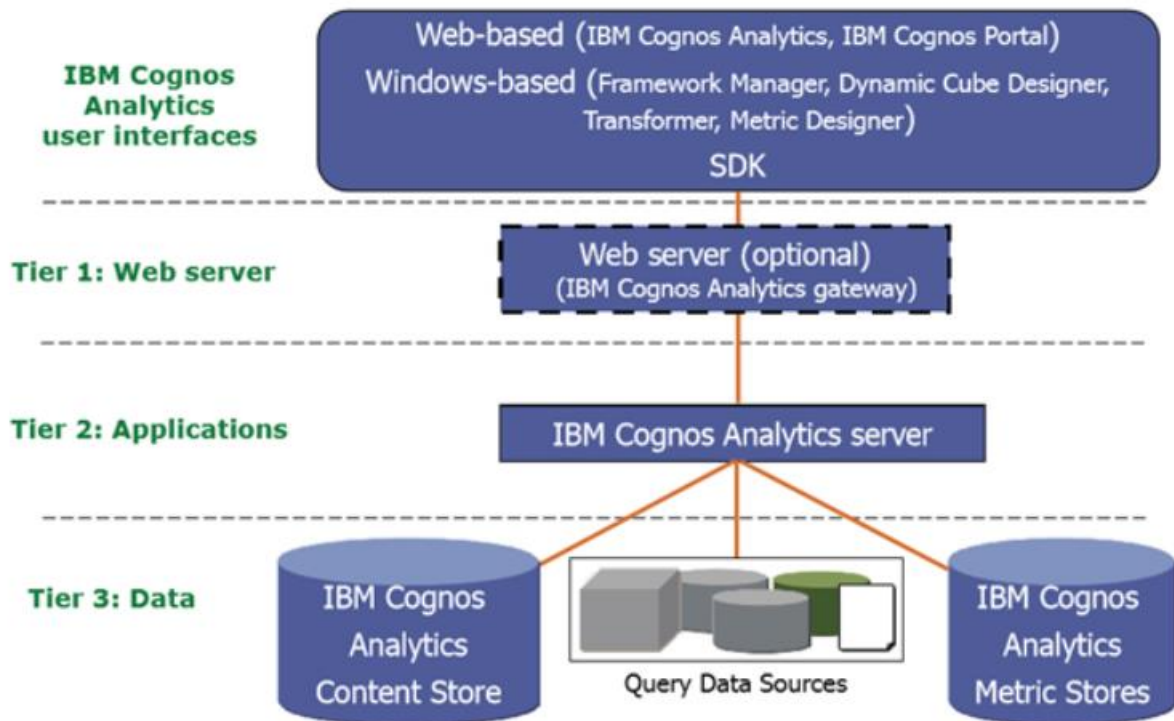 Web-based (IBM Cognos Analytics, IBM Cognos Portal)
IBM Cognos
Analytics
user interfaces
Windows-based (Framework Manager, Dynamic Cube Designer,
Transformer, Metric Designer)
SDK
Tier 1: Web server
Web server (optional)
(IBM Cognos Analytics gateway)
Tier 2: Applications
IBM Cognos Analytics server
Tier 3: Data
IBM Cognos
Analytics
Content Store
Query Data Sources
IBM Cognos
Analytics
Metric Stores